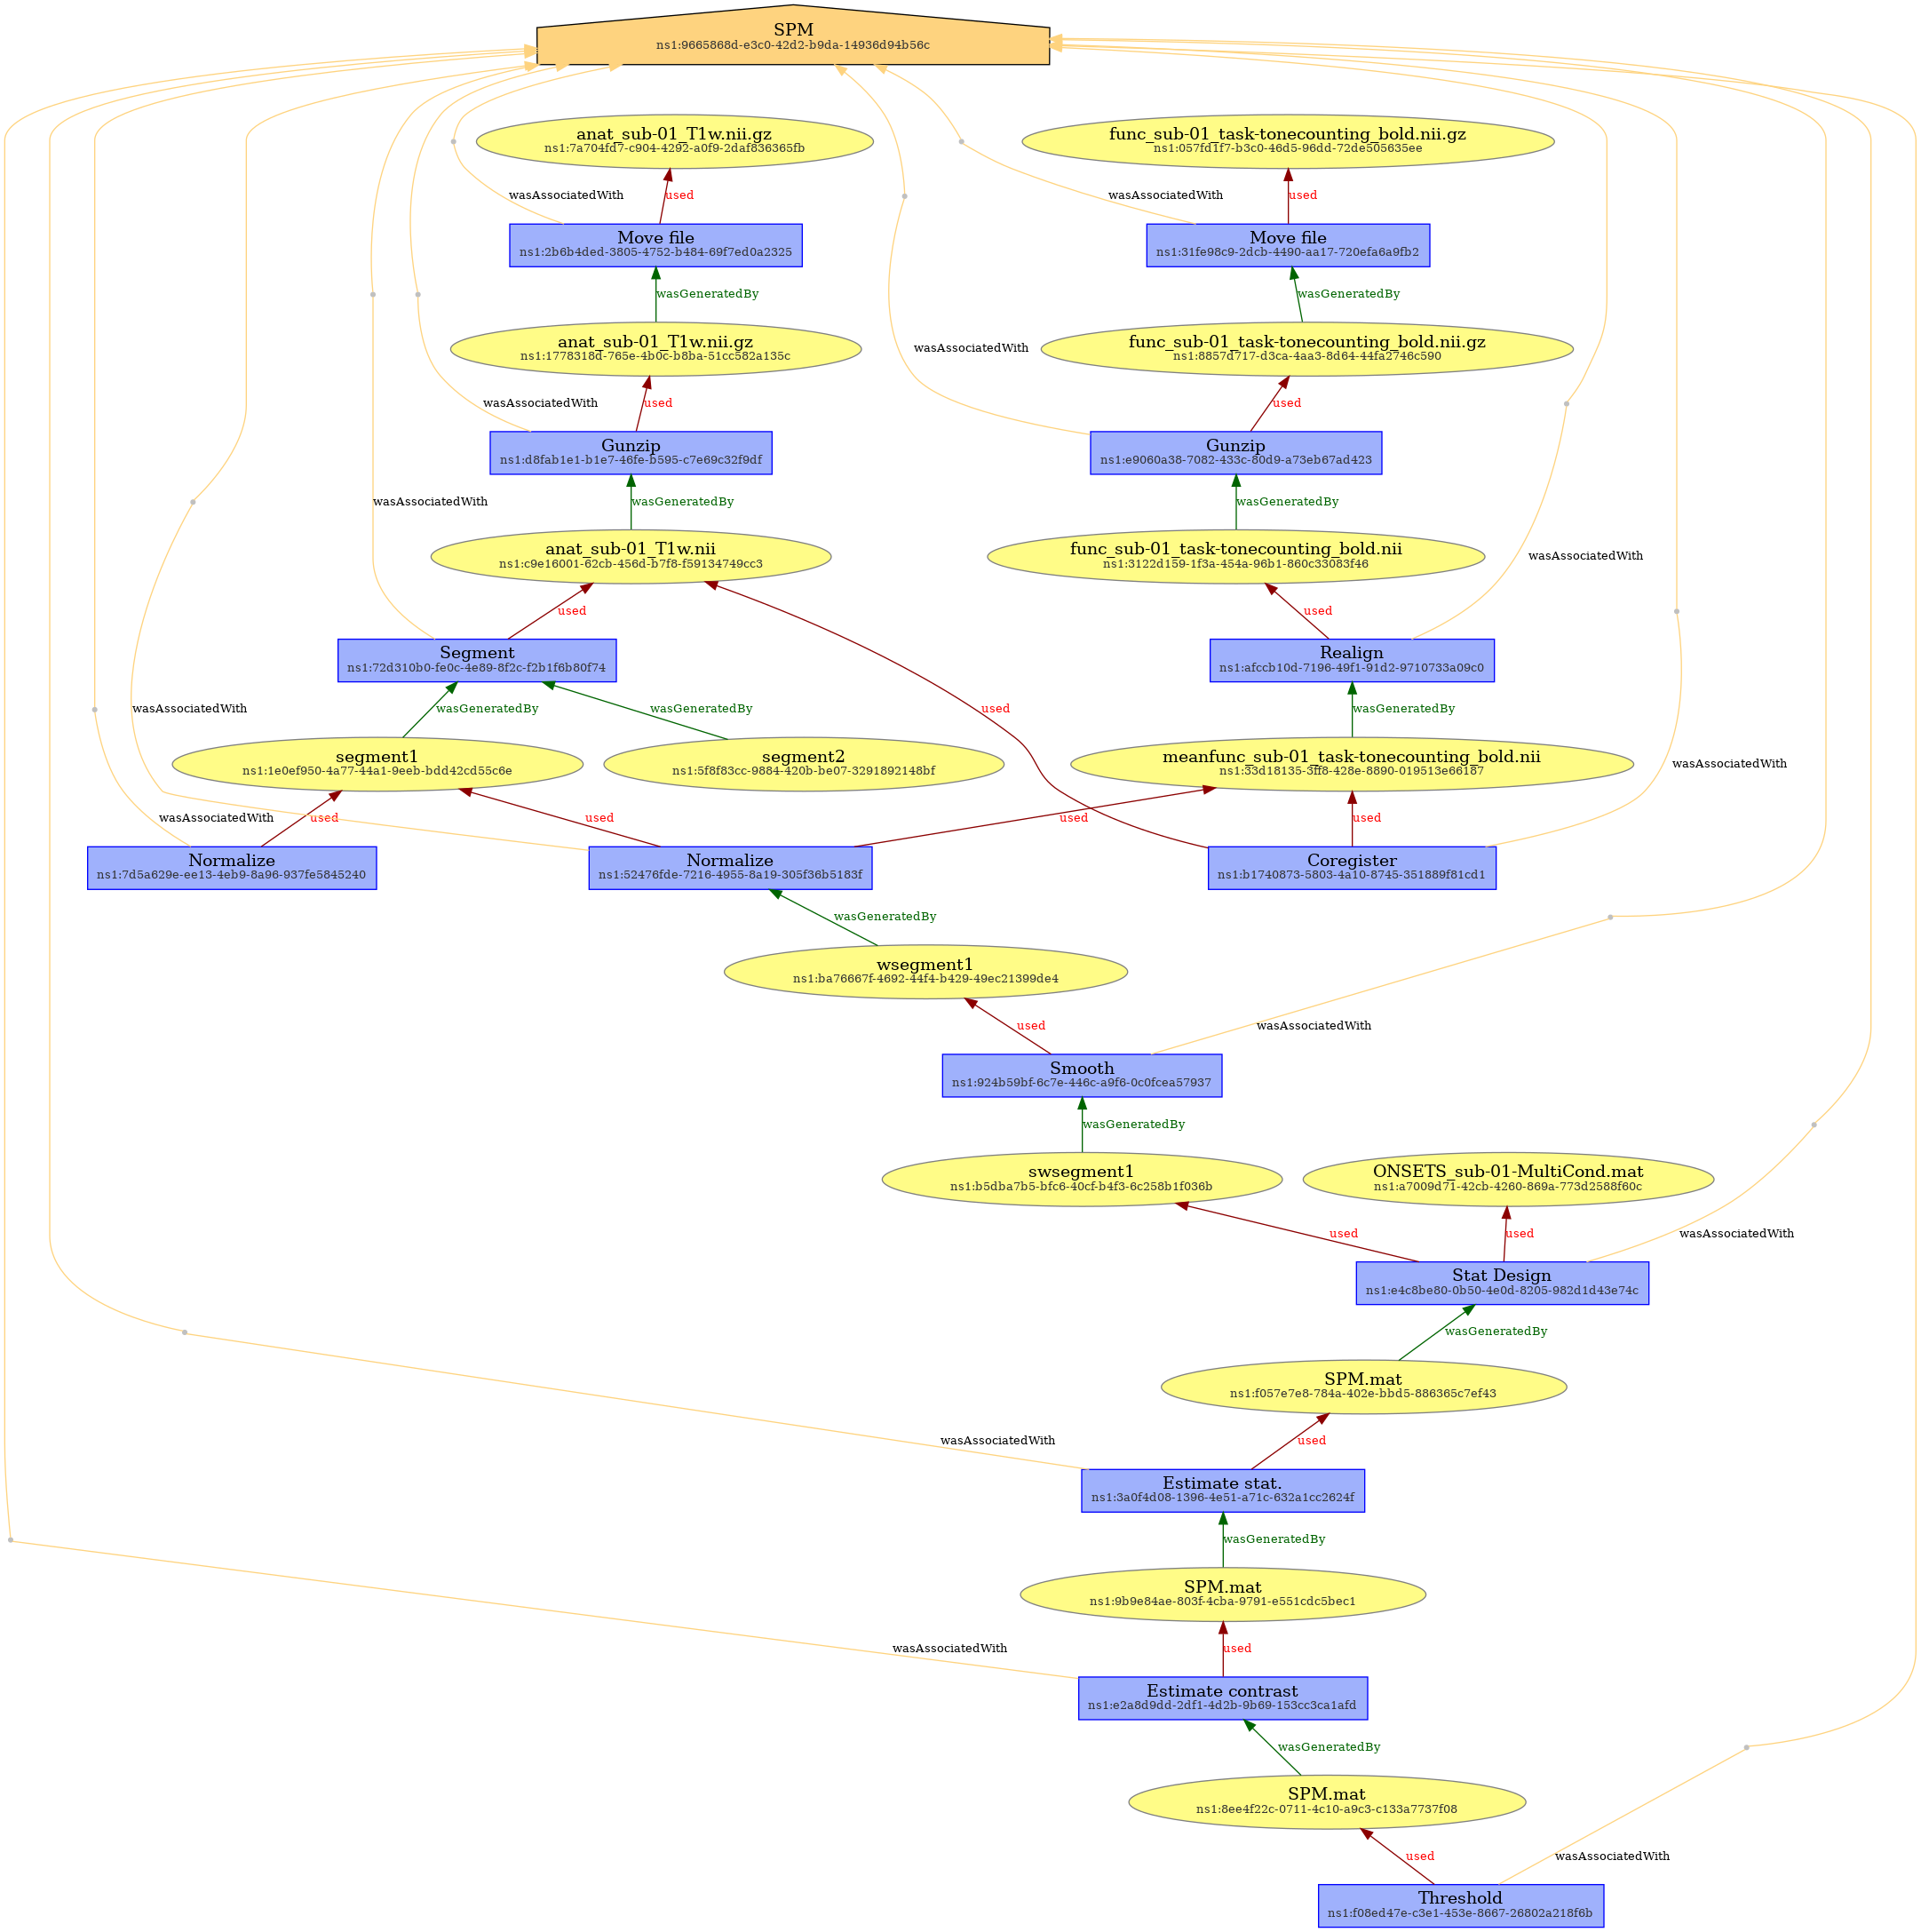 SPM
ns1:9665868d-e3c0-42d2-b9da-14936d94b56c
anat_sub-01_T1w.nii.gz
ns1:7a704fd7-c904-4292-a0f9-2daf836365fb
func_sub-01_task-tonecounting_bold.nii.gz
ns1:057fd1f7-b3c0-46d5-96dd-72de505635ee
wasAssociatedWith
used
wasAssociatedWith
used
Move file
ns1:2b6b4ded-3805-4752-b484-69f7ed0a2325
Move file
ns1:31fe98c9-2dcb-4490-aa17-720efa6a9fb2
wasGeneratedBy
wasGeneratedBy
anat_sub-01_T1w.nii.gz
ns1:1778318d-765e-4b0c-b8ba-51cc582a135c
wasAssociatedWith
func_sub-01_task-tonecounting_bold.nii.gz
ns1:8857d717-d3ca-4aa3-8d64-44fa2746c590
wasAssociatedWith
used
used
Gunzip
ns1:d8fab1e1-b1e7-46fe-b595-c7e69c32f9df
Gunzip
ns1:e9060a38-7082-433c-80d9-a73eb67ad423
wasAssociatedWith
wasGeneratedBy
wasGeneratedBy
anat_sub-01_T1w.nii
ns1:c9e16001-62cb-456d-b7f8-f59134749cc3
func_sub-01_task-tonecounting_bold.nii
ns1:3122d159-1f3a-454a-96b1-860c33083f46
wasAssociatedWith
used
used
Segment
ns1:72d310b0-fe0c-4e89-8f2c-f2b1f6b80f74
Realign
ns1:afccb10d-7196-49f1-91d2-9710733a09c0
wasAssociatedWith
wasGeneratedBy
wasGeneratedBy
used
wasGeneratedBy
segment1
ns1:1e0ef950-4a77-44a1-9eeb-bdd42cd55c6e
segment2
ns1:5f8f83cc-9884-420b-be07-3291892148bf
meanfunc_sub-01_task-tonecounting_bold.nii
ns1:33d18135-3ff8-428e-8890-019513e66187
wasAssociatedWith
wasAssociatedWith
used
used
used
used
Normalize
ns1:7d5a629e-ee13-4eb9-8a96-937fe5845240
Normalize
ns1:52476fde-7216-4955-8a19-305f36b5183f
Coregister
ns1:b1740873-5803-4a10-8745-351889f81cd1
wasGeneratedBy
wsegment1
ns1:ba76667f-4692-44f4-b429-49ec21399de4
used
wasAssociatedWith
Smooth
ns1:924b59bf-6c7e-446c-a9f6-0c0fcea57937
wasGeneratedBy
swsegment1
ns1:b5dba7b5-bfc6-40cf-b4f3-6c258b1f036b
ONSETS_sub-01-MultiCond.mat
ns1:a7009d71-42cb-4260-869a-773d2588f60c
used
used
wasAssociatedWith
Stat Design
ns1:e4c8be80-0b50-4e0d-8205-982d1d43e74c
wasGeneratedBy
SPM.mat
ns1:f057e7e8-784a-402e-bbd5-886365c7ef43
wasAssociatedWith
used
Estimate stat.
ns1:3a0f4d08-1396-4e51-a71c-632a1cc2624f
wasGeneratedBy
SPM.mat
ns1:9b9e84ae-803f-4cba-9791-e551cdc5bec1
wasAssociatedWith
used
Estimate contrast
ns1:e2a8d9dd-2df1-4d2b-9b69-153cc3ca1afd
wasGeneratedBy
SPM.mat
ns1:8ee4f22c-0711-4c10-a9c3-c133a7737f08
used
wasAssociatedWith
Threshold
ns1:f08ed47e-c3e1-453e-8667-26802a218f6b